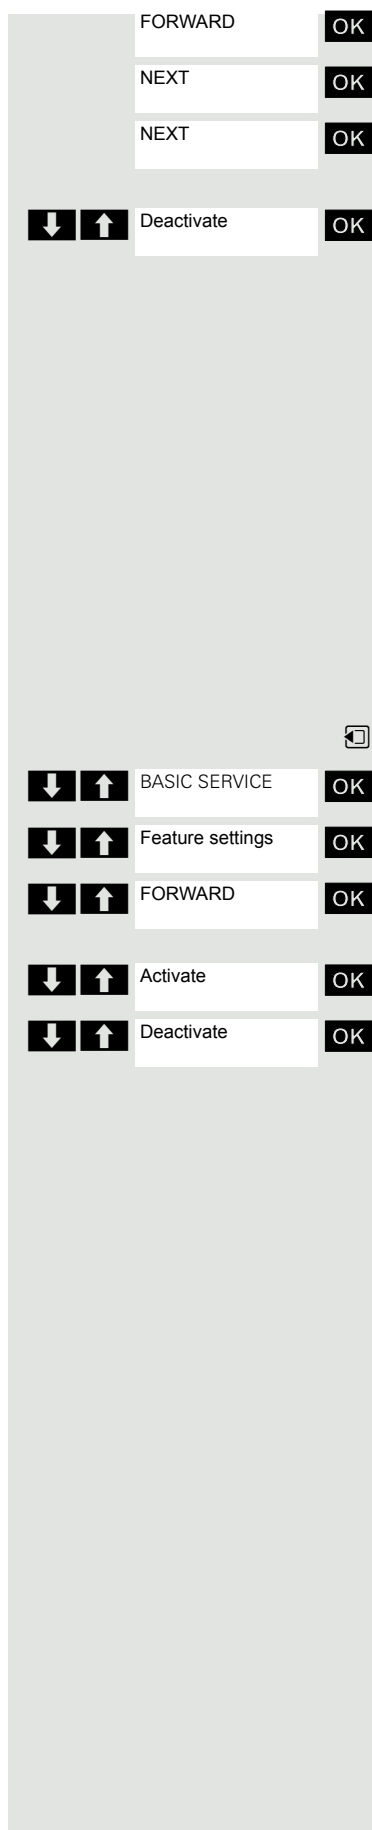 FORWARD OK
NEXT OK
NEXT OK
Deactivate OK
BASIC SERVICE OK
Feature settings OK
FORWARD OK
Activate OK
Deactivate OK